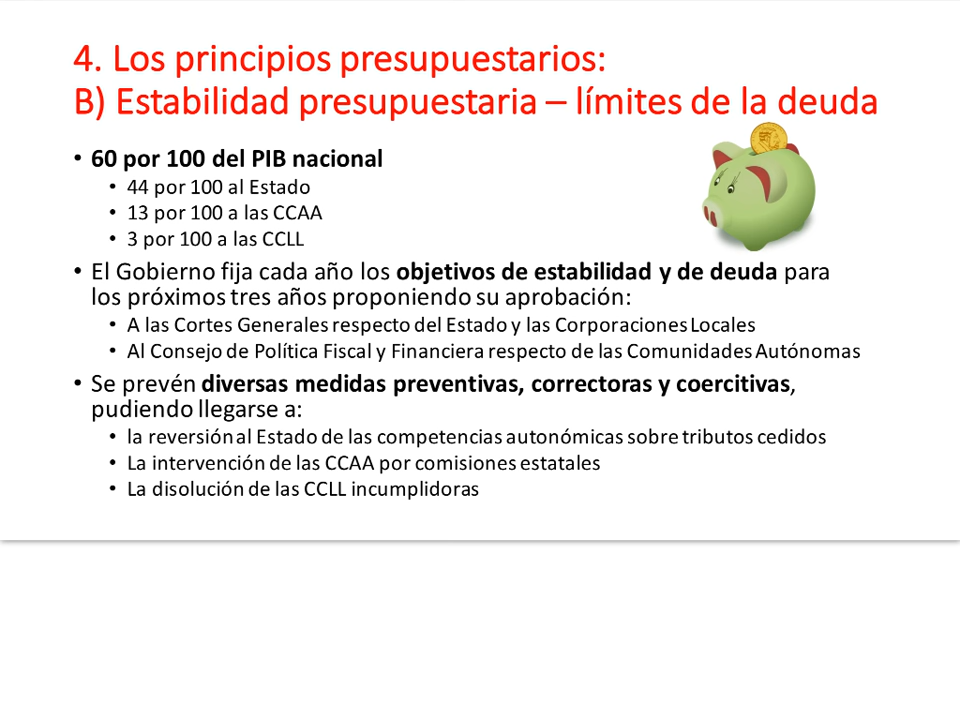 4. Los principios presupuestarios:
B) Estabilidad presupuestaria – límites de la deuda
• 60 por 100 del PIB nacional
• 44 por 100 al Estado
• 13 por 100 a las CCAA
• 3 por 100 a las CCLL
• El Gobierno fija cada año los objetivos de estabilidad y de deuda para
los próximos tres años proponiendo su aprobación:
• A las Cortes Generales respecto del Estado y las Corporaciones Locales
• Al Consejo de Política Fiscal y Financiera respecto de las Comunidades Autónomas
• Se prevén diversas medidas preventivas, correctoras y coercitivas,
pudiendo llegarse a:
• la reversión al Estado de las competencias autonómicas sobre tributos cedidos
• La intervención de las CCAA por comisiones estatales
• La disolución de las CCLL incumplidoras